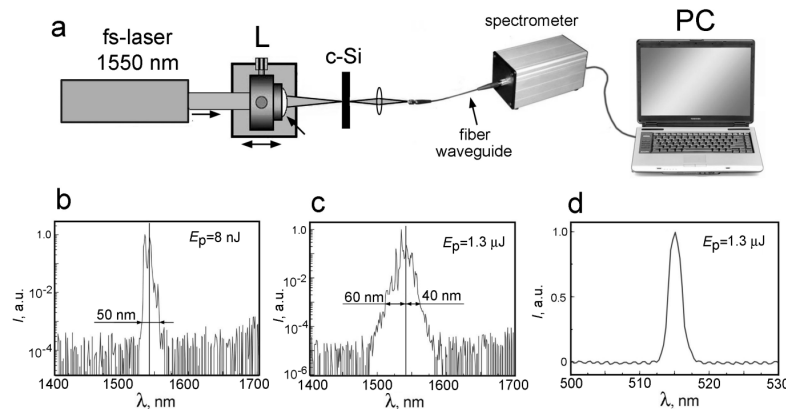 a
fs-laser
1550 nm
L
c-Si
spectrometer
fiber
waveguide
PC
b
I, a.u.
1.0
10-2
10-4
Ep=8 nJ
50 nm
1400 1500 1600 1700
λ, nm
c
I, a.u.
1.0
10-2
10-4
10-6
Ep=1.3 μJ
60 nm
40 nm
1400 1500 1600 1700
λ, nm
d
I, a.u.
1.0
0.5
0
Ep=1.3 μJ
500 510 520 530
λ, nm